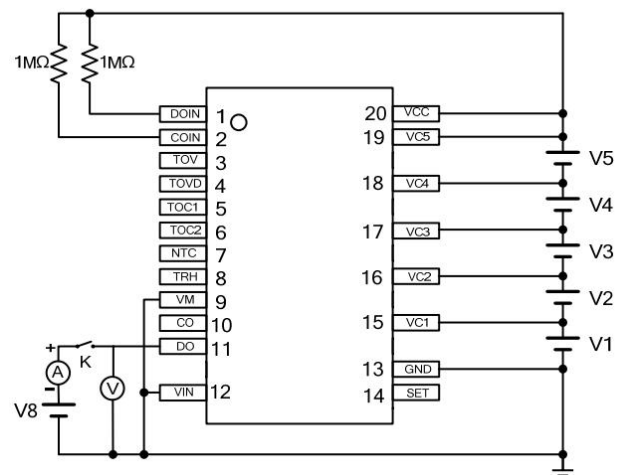 1MΩ 1MΩ
DOIN 1
COIN 2
TOV 3
TOVD 4
TOC1 5
TOC2 6
NTC 7
TRH 8
VM 9
CO 10
DO 11
VIN 12
20 VCC
19 VC5
18 VC4
17 VC3
16 VC2
15 VC1
13 GND
14 SET
V5
V4
V3
V2
V1
+
A
-
K
V
V8